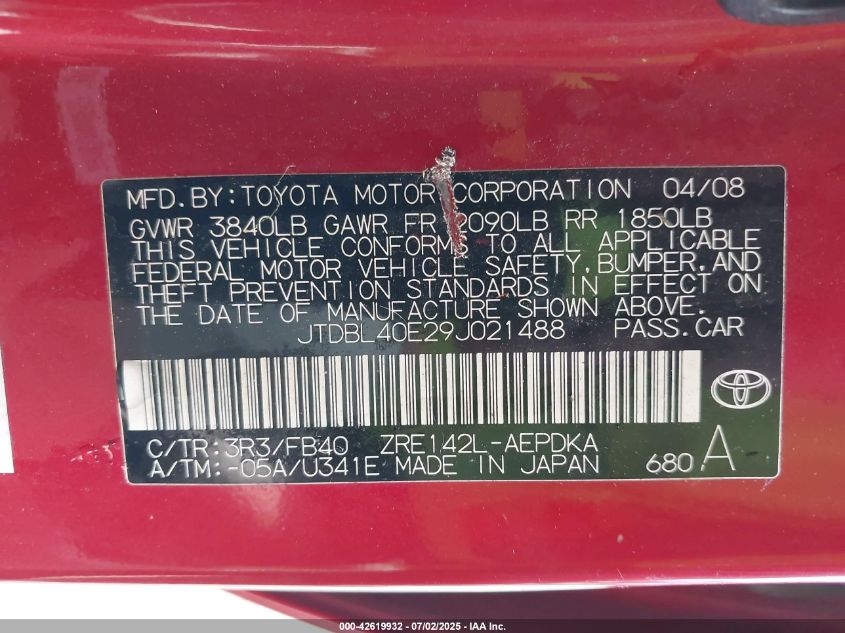 MFD.BY:TOYOTA MOTOR CORPORATION 04/08
GVWR 3840LB GAWR FR 2090LB RR 1850LB
THIS VEHICLE CONFORMS TO ALL APPLICABLE
FEDERAL MOTOR VEHICLE SAFETY,BUMPER,AND
THEFT PREVENTION STANDARDS IN EFFECT ON
THE DATE OF MANUFACTURE SHOWN ABOVE.
JTDBL40E29J021488 PASS.CAR
C/TR:3R3/FB40 ZRE142L-AEPDKA
A/TM:-05A/U341E MADE IN JAPAN 680 A
000-42619932 - 07/02/2025 - IAA Inc.